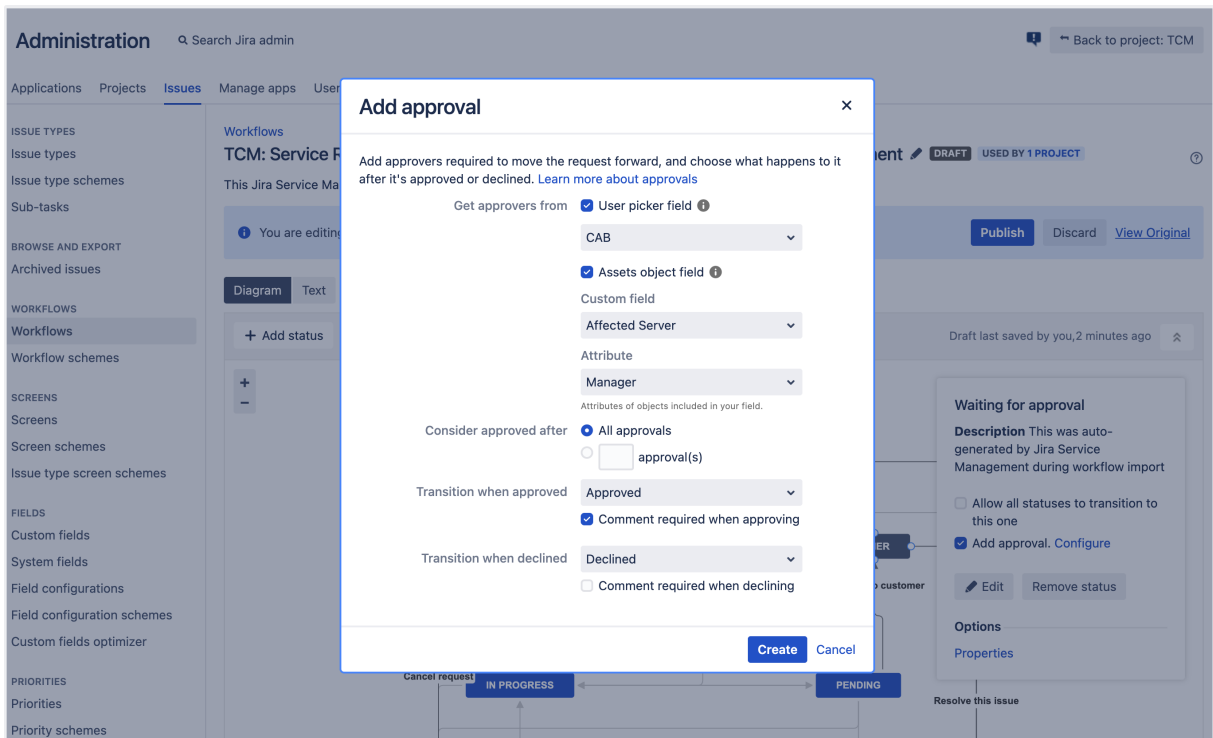 Administration
Search Jira admin
Back to project: TCM
Applications Projects Issues Manage apps User
ISSUE TYPES
Issue types
Issue type schemes
Sub-tasks
BROWSE AND EXPORT
Archived issues
WORKFLOWS
Workflows
Workflow schemes
SCREENS
Screens
Screen schemes
Issue type screen schemes
FIELDS
Custom fields
System fields
Field configurations
Field configuration schemes
Custom fields optimizer
PRIORITIES
Priorities
Priority schemes
Workflows
TCM: Service R
DRAFT USED BY 1 PROJECT
This Jira Service Ma
You are editing
Publish Discard View Original
Diagram Text
+ Add status
Draft last saved by you,2 minutes ago
+
−
Add approval
Add approvers required to move the request forward, and choose what happens to it
after it's approved or declined. Learn more about approvals
Get approvers from User picker field
CAB
Assets object field
Custom field
Affected Server
Attribute
Manager
Attributes of objects included in your field.
Consider approved after All approvals
approval(s)
Transition when approved Approved
Comment required when approving
Transition when declined Declined
Comment required when declining
Create Cancel
Waiting for approval
Description This was auto-
generated by Jira Service
Management during workflow import
Allow all statuses to transition to
this one
Add approval. Configure
Edit Remove status
Options
Properties
customer
Cancel request
IN PROGRESS
PENDING
Resolve this issue